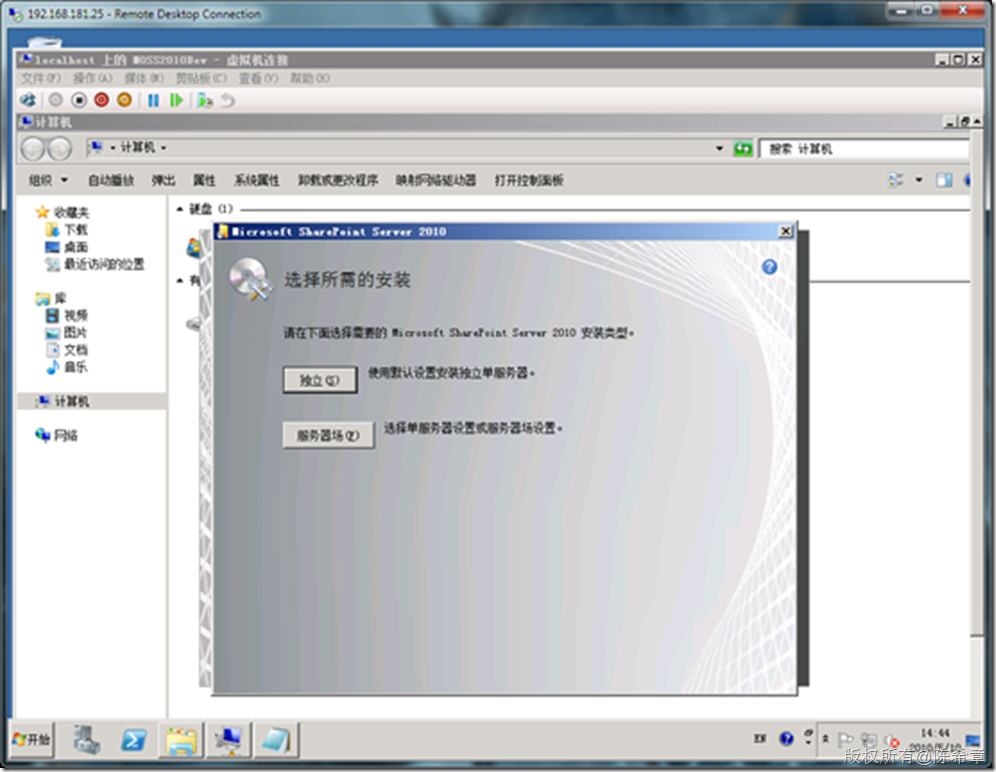 192.168.181.25 - Remote Desktop Connection
localhost 上的 MOSS2010Dev - 虚拟机连接
文件(F) 操作(A) 媒体(M) 剪贴板(C) 查看(V) 帮助(H)
计算机
计算机
搜索 计算机
组织 自动播放 弹出 属性 系统属性 卸载或更改程序 映射网络驱动器 打开控制面板
收藏夹
下载
桌面
最近访问的位置
库
视频
图片
文档
音乐
计算机
网络
硬盘 (1)
有
Microsoft SharePoint Server 2010
选择所需的安装
请在下面选择需要的 Microsoft SharePoint Server 2010 安装类型。
独立(S) 使用默认设置安装独立单服务器。
服务器场(F) 选择单服务器设置或服务器场设置。
开始
EN
14:44
版权所有@陈希章